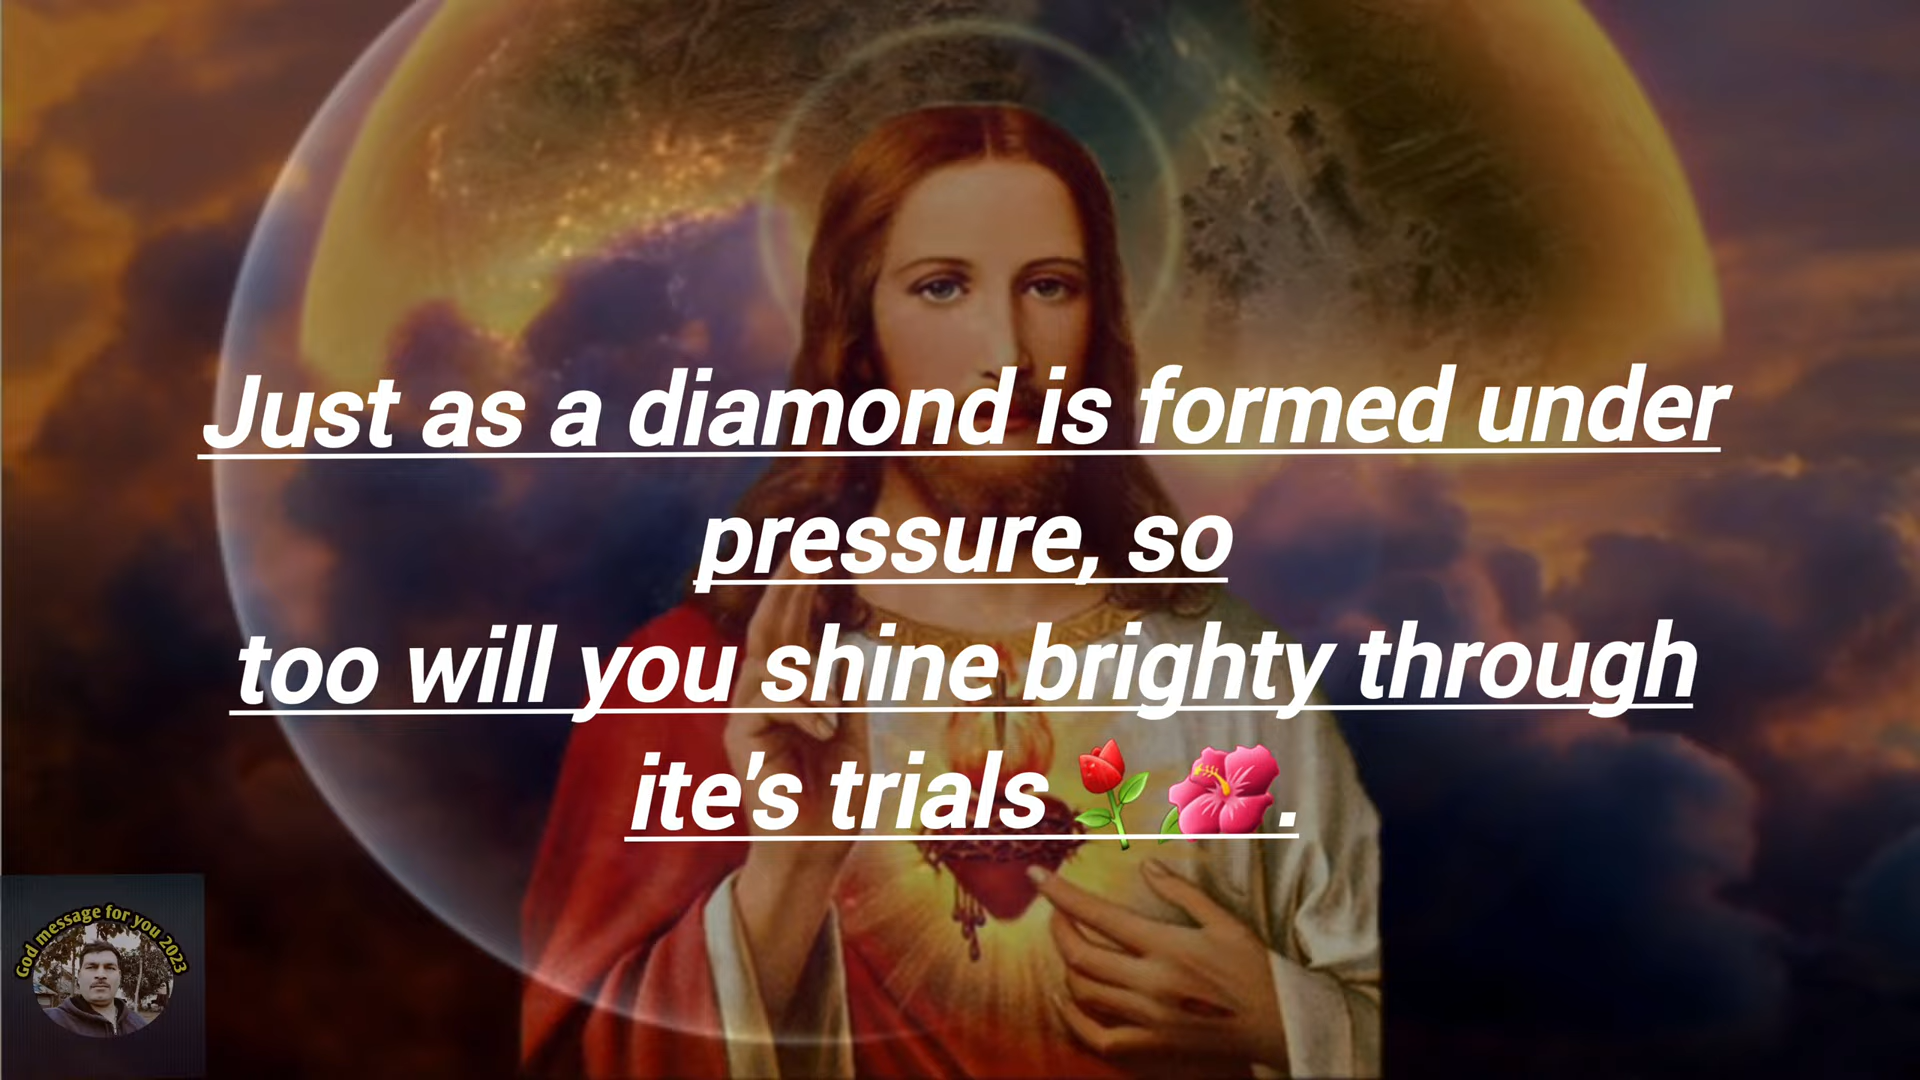 Just as a diamond is formed under
pressure, so
too will you shine brighty through
ite's trials 🌹 🌺 .
God message for you 2023